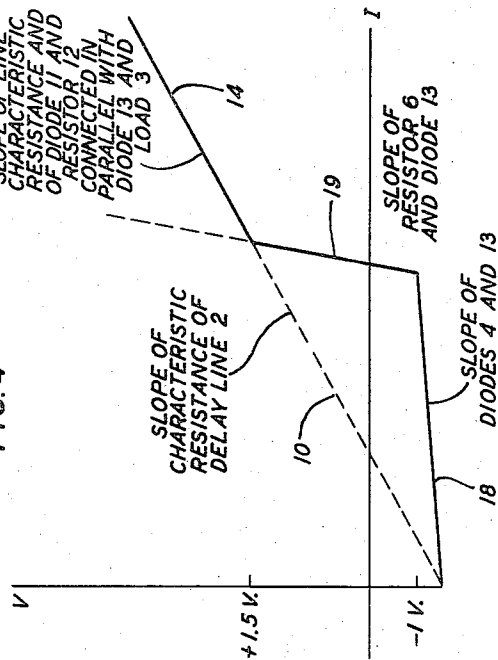 SLOPE OF LINE
CHARACTERISTIC
RESISTANCE AND
OF DIODE 11 AND
RESISTOR 12
CONNECTED IN
PARALLEL WITH
DIODE 13 AND
LOAD 3
14
I
V
SLOPE OF
CHARACTERISTIC
RESISTANCE OF
DELAY LINE 2
10
+1.5 V.
19
SLOPE OF
RESISTOR 6
AND DIODE 13
-1 V.
18
SLOPE OF
DIODES 4 AND 13